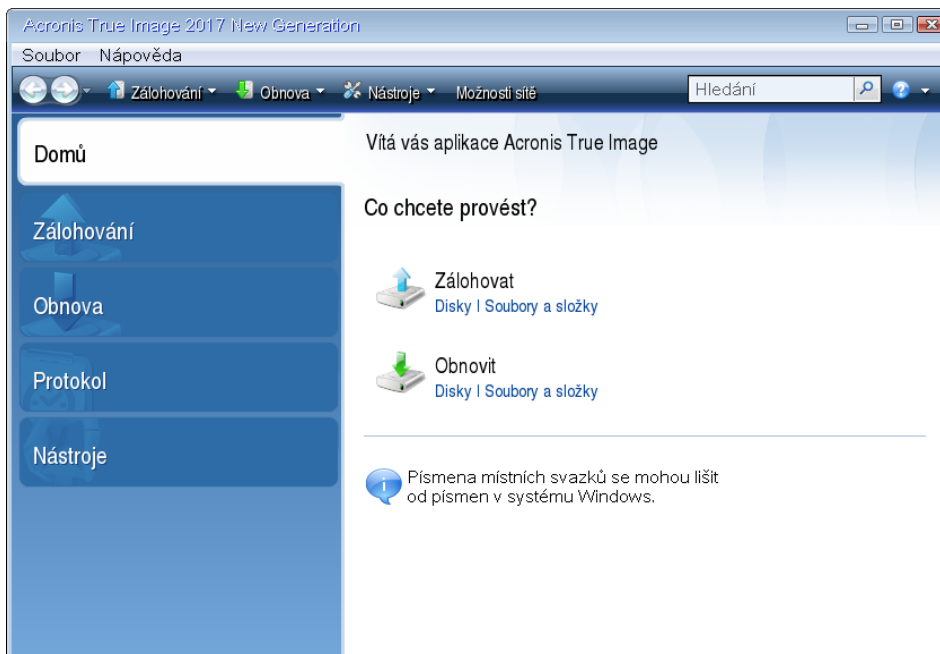 Acronis True Image 2017 New Generation
Soubor Nápověda
Zálohování Obnova Nástroje Možnosti sítě Hledání
Domů
Zálohování
Obnova
Protokol
Nástroje
Vítá vás aplikace Acronis True Image
Co chcete provést?
Zálohovat
Disky | Soubory a složky
Obnovit
Disky | Soubory a složky
Písmena místních svazků se mohou lišit
od písmen v systému Windows.